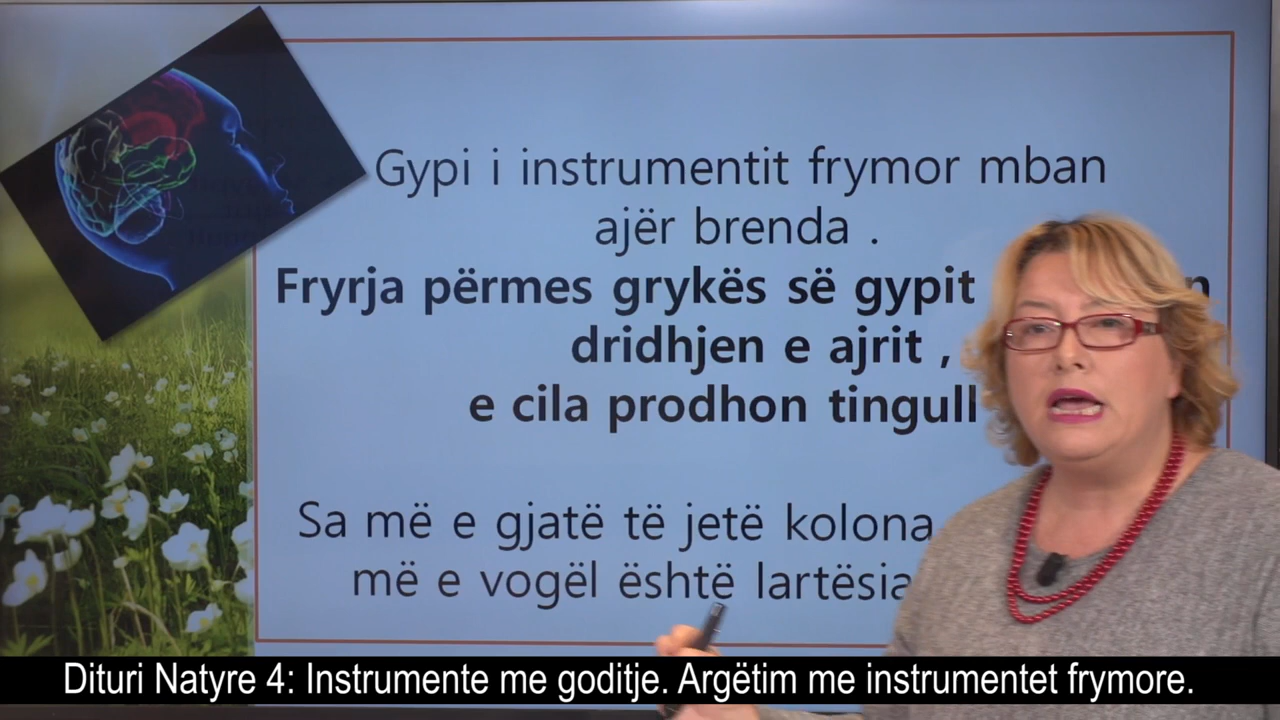 Gypi i instrumentit frymor mban
ajër brenda .
Fryrja përmes grykës së gypit
dridhjen e ajrit ,
e cila prodhon tingull
Sa më e gjatë të jetë kolona
më e vogël është lartësia
Dituri Natyre 4: Instrumente me goditje. Argëtim me instrumentet frymore.